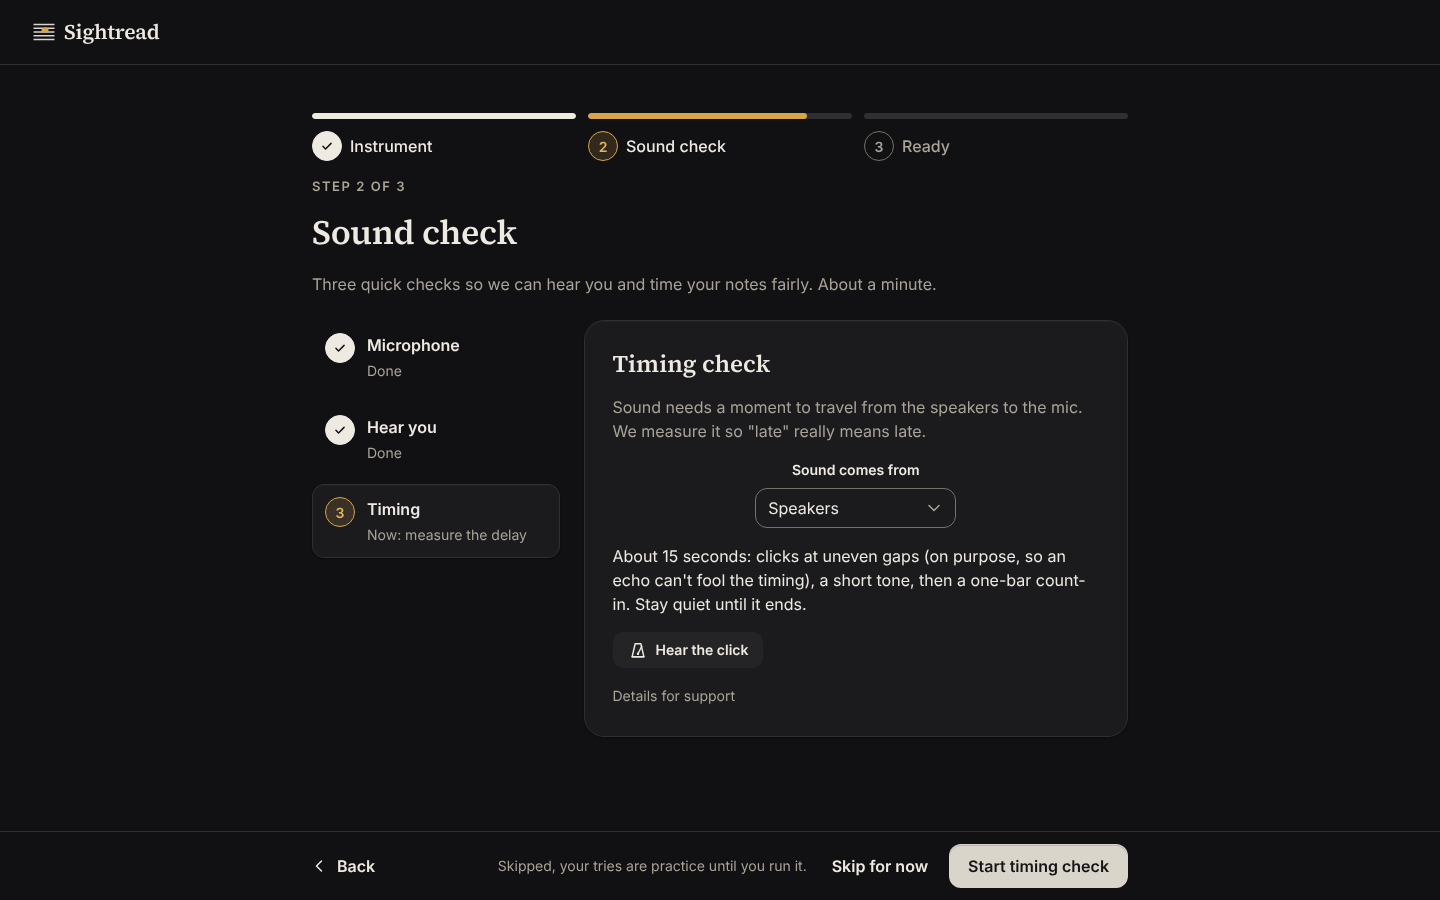 Sightread
Instrument
2 Sound check
3 Ready
STEP 2 OF 3
Sound check
Three quick checks so we can hear you and time your notes fairly. About a minute.
Microphone
Done
Hear you
Done
3 Timing
Now: measure the delay
Timing check
Sound needs a moment to travel from the speakers to the mic.
We measure it so "late" really means late.
Sound comes from
Speakers
About 15 seconds: clicks at uneven gaps (on purpose, so an
echo can't fool the timing), a short tone, then a one-bar count-
in. Stay quiet until it ends.
Hear the click
Details for support
Back
Skipped, your tries are practice until you run it.
Skip for now
Start timing check